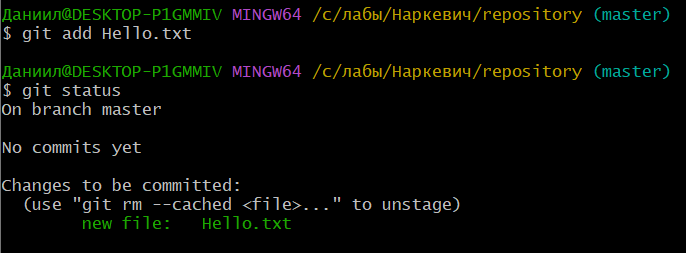 Даниил@DESKTOP-P1GMMIV MINGW64 /c/лабы/Наркевич/repository (master)
$ git add Hello.txt
Даниил@DESKTOP-P1GMMIV MINGW64 /c/лабы/Наркевич/repository (master)
$ git status
On branch master
No commits yet
Changes to be committed:
  (use "git rm --cached <file>..." to unstage)
        new file:   Hello.txt